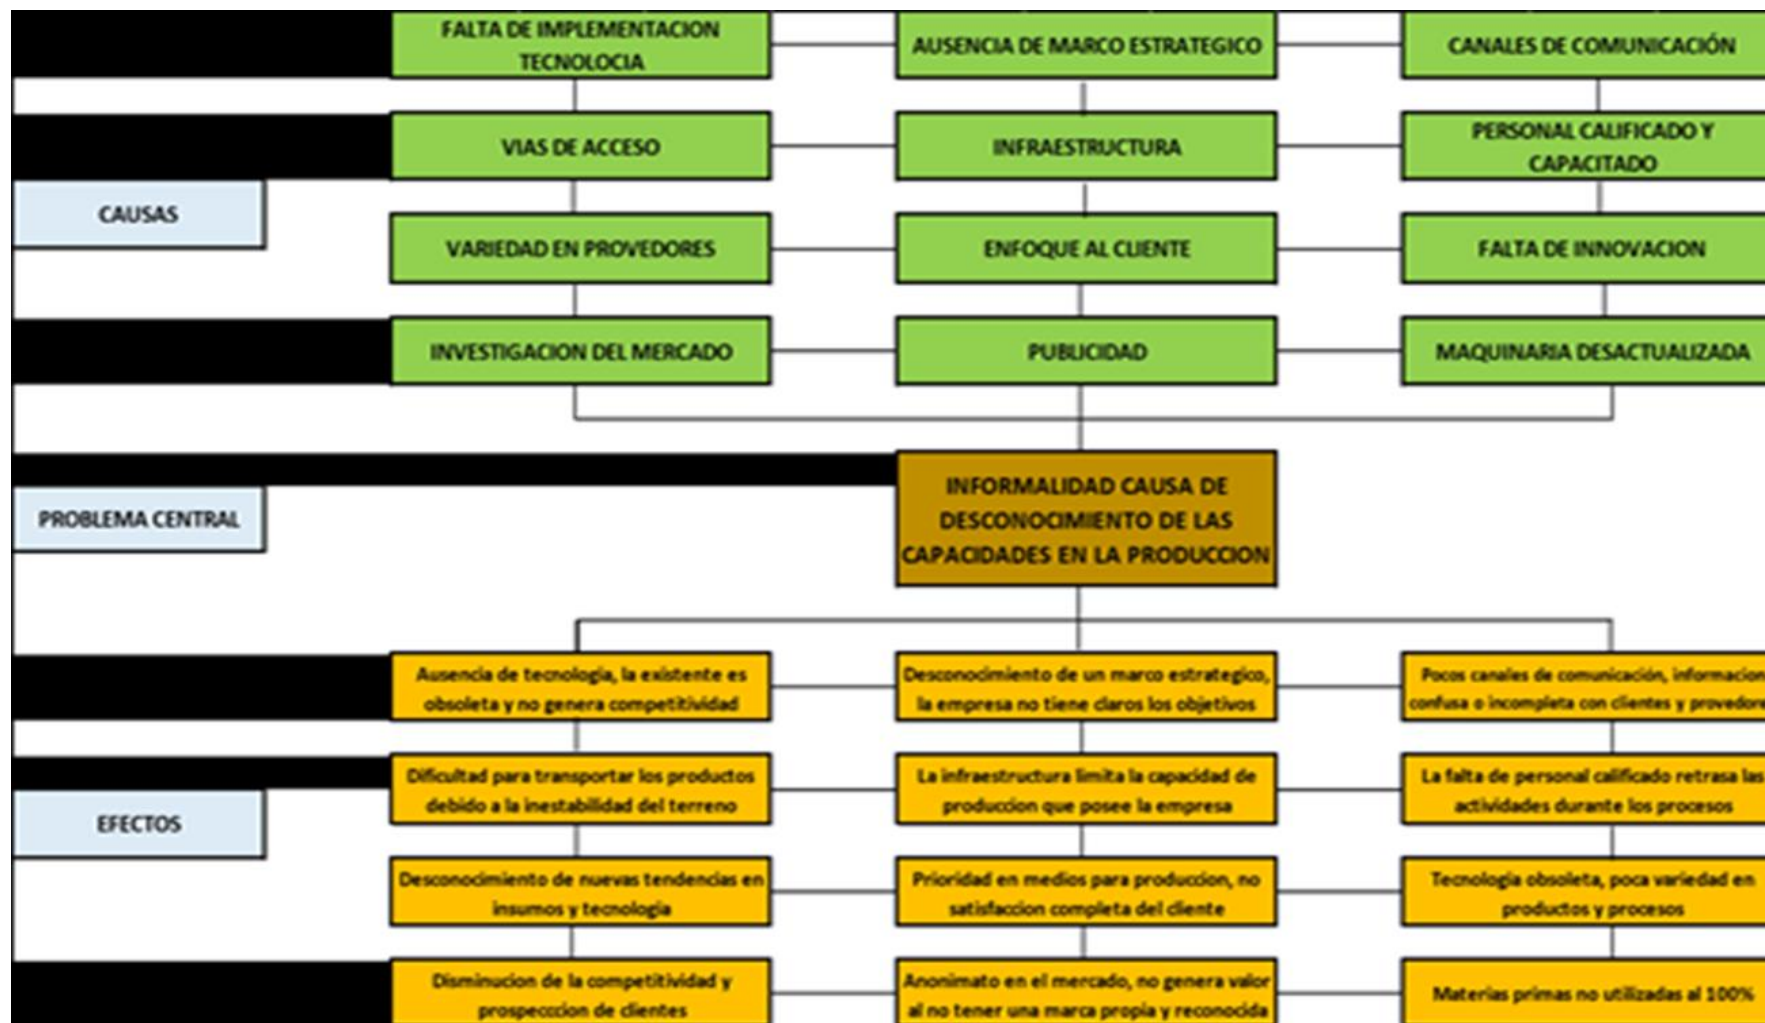 FALTA DE IMPLEMENTACION
TECNOLOCIA
AUSENCIA DE MARCO ESTRATEGICO
CANALES DE COMUNICACIÓN
VIAS DE ACCESO
INFRAESTRUCTURA
PERSONAL CALIFICADO Y
CAPACITADO
CAUSAS
VARIEDAD EN PROVEDORES
ENFOQUE AL CLIENTE
FALTA DE INNOVACION
INVESTIGACION DEL MERCADO
PUBLICIDAD
MAQUINARIA DESACTUALIZADA
PROBLEMA CENTRAL
INFORMALIDAD CAUSA DE
DESCONOCIMIENTO DE LAS
CAPACIDADES EN LA PRODUCCION
Ausencia de tecnologia, la existente es
obsoleta y no genera competitividad
Desconocimiento de un marco estrategico,
la empresa no tiene claros los objetivos
Pocos canales de comunicación, informacion
confusa o incompleta con clientes y provedore
Dificultad para transportar los productos
debido a la inestabilidad del terreno
La infraestructura limita la capacidad de
produccion que posee la empresa
La falta de personal calificado retrasa las
actividades durante los procesos
EFECTOS
Desconocimiento de nuevas tendencias en
insumos y tecnologia
Prioridad en medios para produccion, no
satisfaccion completa del cliente
Tecnologia obsoleta, poca variedad en
productos y procesos
Disminucion de la competitividad y
prospecccion de clientes
Anonimato en el mercado, no genera valor
al no tener una marca propia y reconocida
Materias primas no utilizadas al 100%